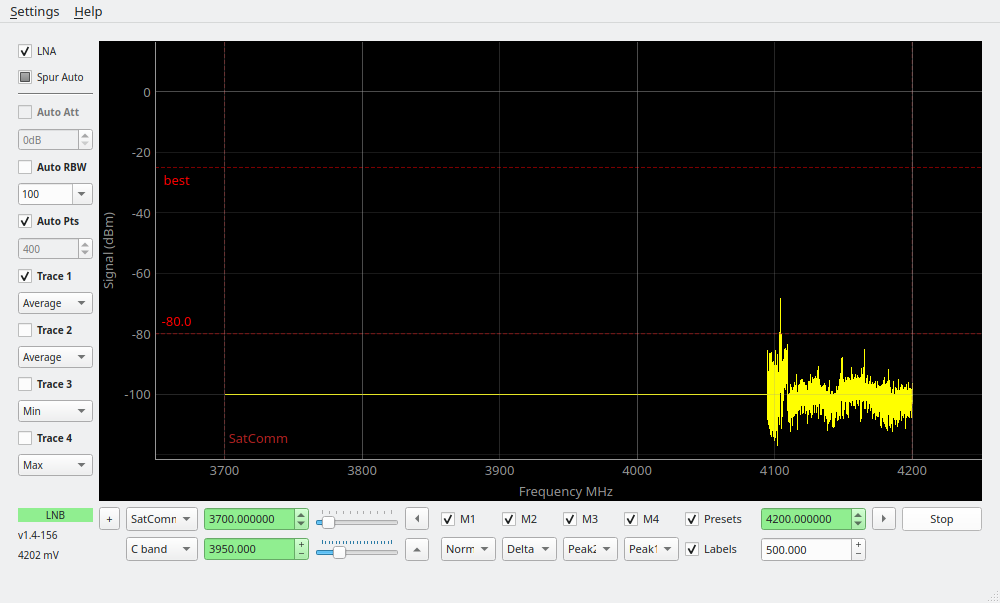 Settings Help
LNA
Spur Auto
Auto Att
0dB
Auto RBW
100
Auto Pts
400
Trace 1
Average
Trace 2
Average
Trace 3
Min
Trace 4
Max
LNB
v1.4-156
4202 mV
Signal (dBm)
0
-20
-40
-60
-80
-100
best
-80.0
SatComm
3700 3800 3900 4000 4100 4200
Frequency MHz
+ SatComm 3700.000000 M1 M2 M3 M4 Presets 4200.000000 Stop
C band 3950.000 Norm Delta Peak2 Peak1 Labels 500.000